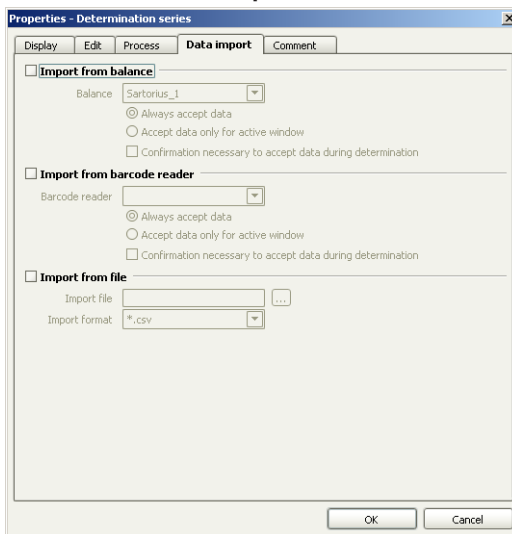 Properties - Determination series
Display Edit Process Data import Comment
Import from balance
Balance Sartorius_1
Always accept data
Accept data only for active window
Confirmation necessary to accept data during determination
Import from barcode reader
Barcode reader
Always accept data
Accept data only for active window
Confirmation necessary to accept data during determination
Import from file
Import file ...
Import format *.csv
OK Cancel